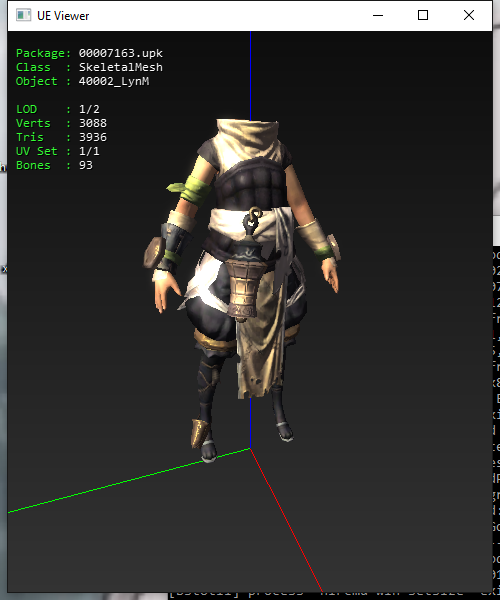 UE Viewer
Package: 00007163.upk
Class : SkeletalMesh
Object : 40002_LynM
LOD : 1/2
Verts : 3088
Tris : 3936
UV Set : 1/1
Bones : 93